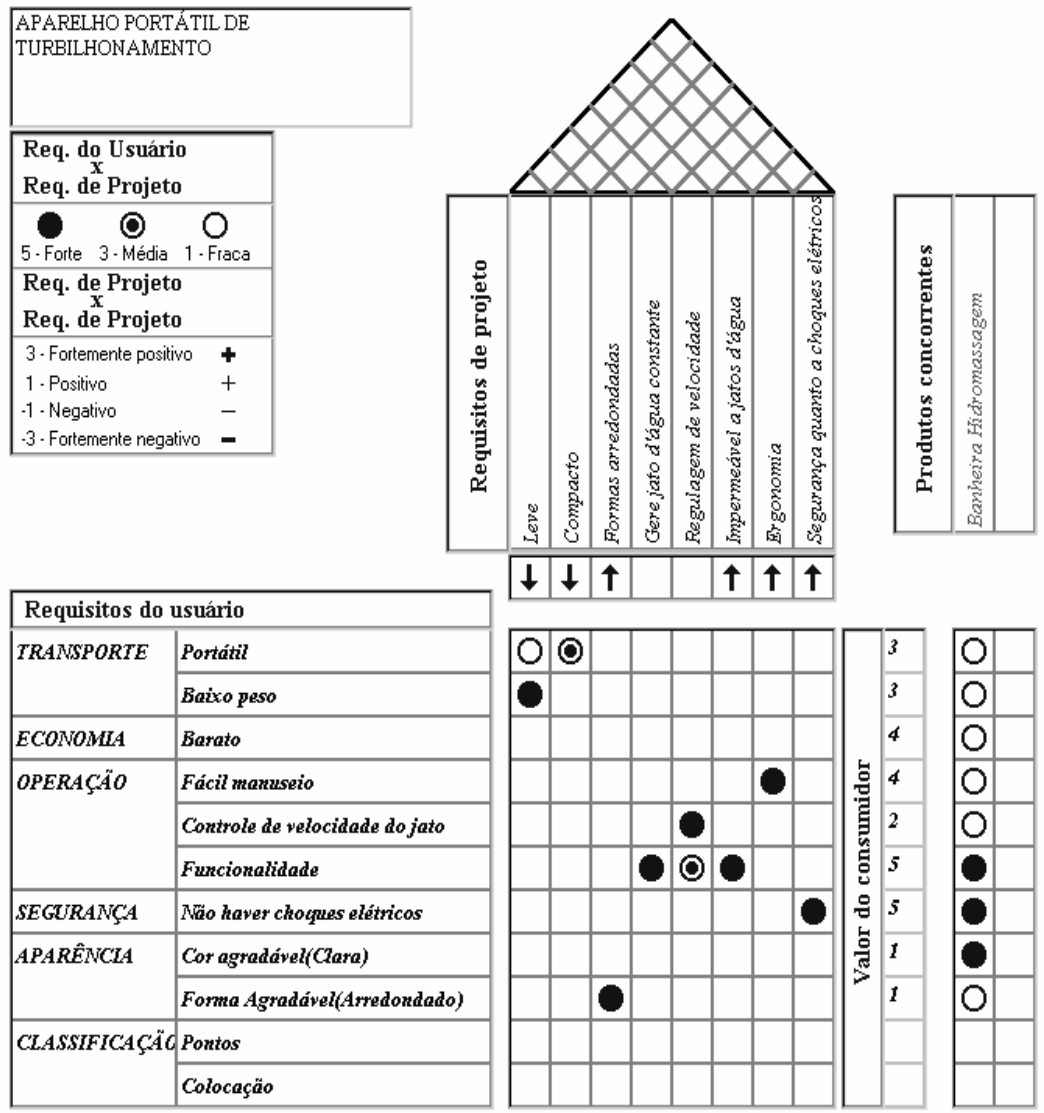 APARELHO PORTÁTIL DE
TURBILHONAMENTO
Req. do Usuário
x
Req. de Projeto
5 - Forte 3 - Média 1 - Fraca
Req. de Projeto
x
Req. de Projeto
3 - Fortemente positivo +
1 - Positivo +
-1 - Negativo −
-3 - Fortemente negativo −
Requisitos de projeto
Leve
Compacto
Formas arredondadas
Gere jato d'água constante
Regulagem de velocidade
Impermeável a jatos d'água
Ergonomia
Segurança quanto a choques elétricos
Produtos concorrentes
Banheira Hidromassagem
Requisitos do usuário
TRANSPORTE Portátil 3
Baixo peso 3
ECONOMIA Barato 4
OPERAÇÃO Fácil manuseio 4
Controle de velocidade do jato 2
Funcionalidade 5
SEGURANÇA Não haver choques elétricos 5
APARÊNCIA Cor agradável(Clara) 1
Forma Agradável(Arredondado) 1
CLASSIFICAÇÃO Pontos
Colocação
Valor do consumidor